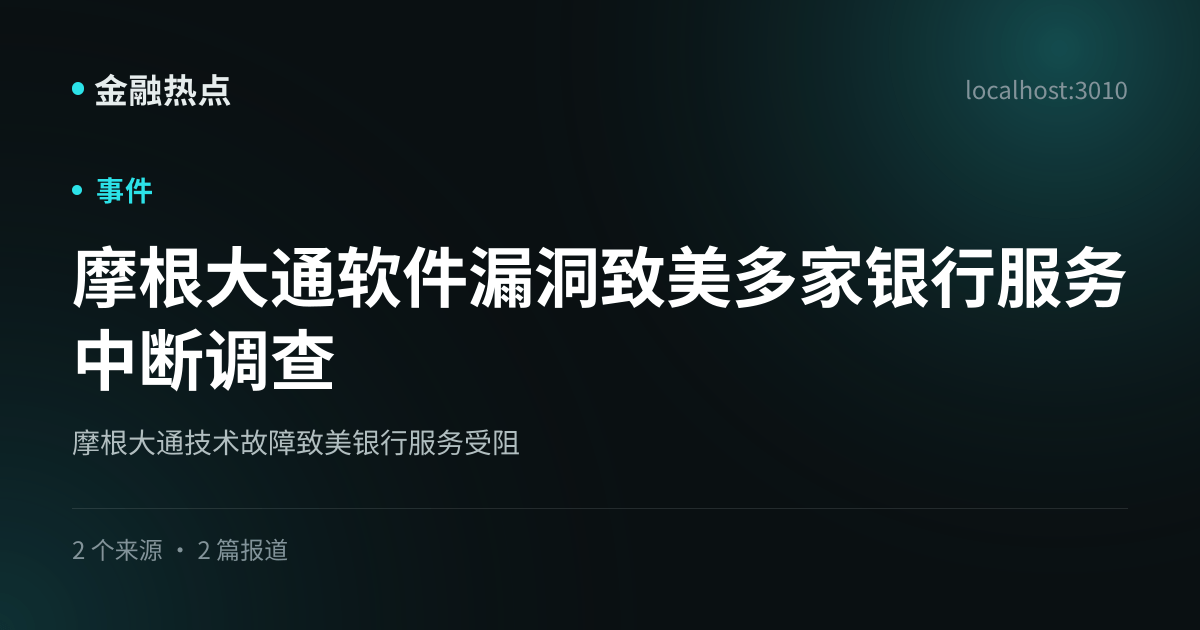 金融热点
localhost:3010
事件
摩根大通软件漏洞致美多家银行服务
中断调查
摩根大通技术故障致美银行服务受阻
2 个来源 · 2 篇报道